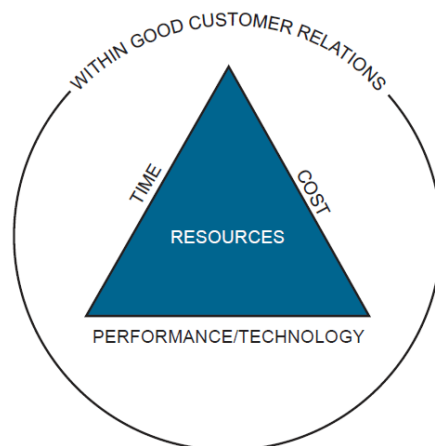 WITHIN GOOD CUSTOMER RELATIONS
TIME
COST
RESOURCES
PERFORMANCE/TECHNOLOGY